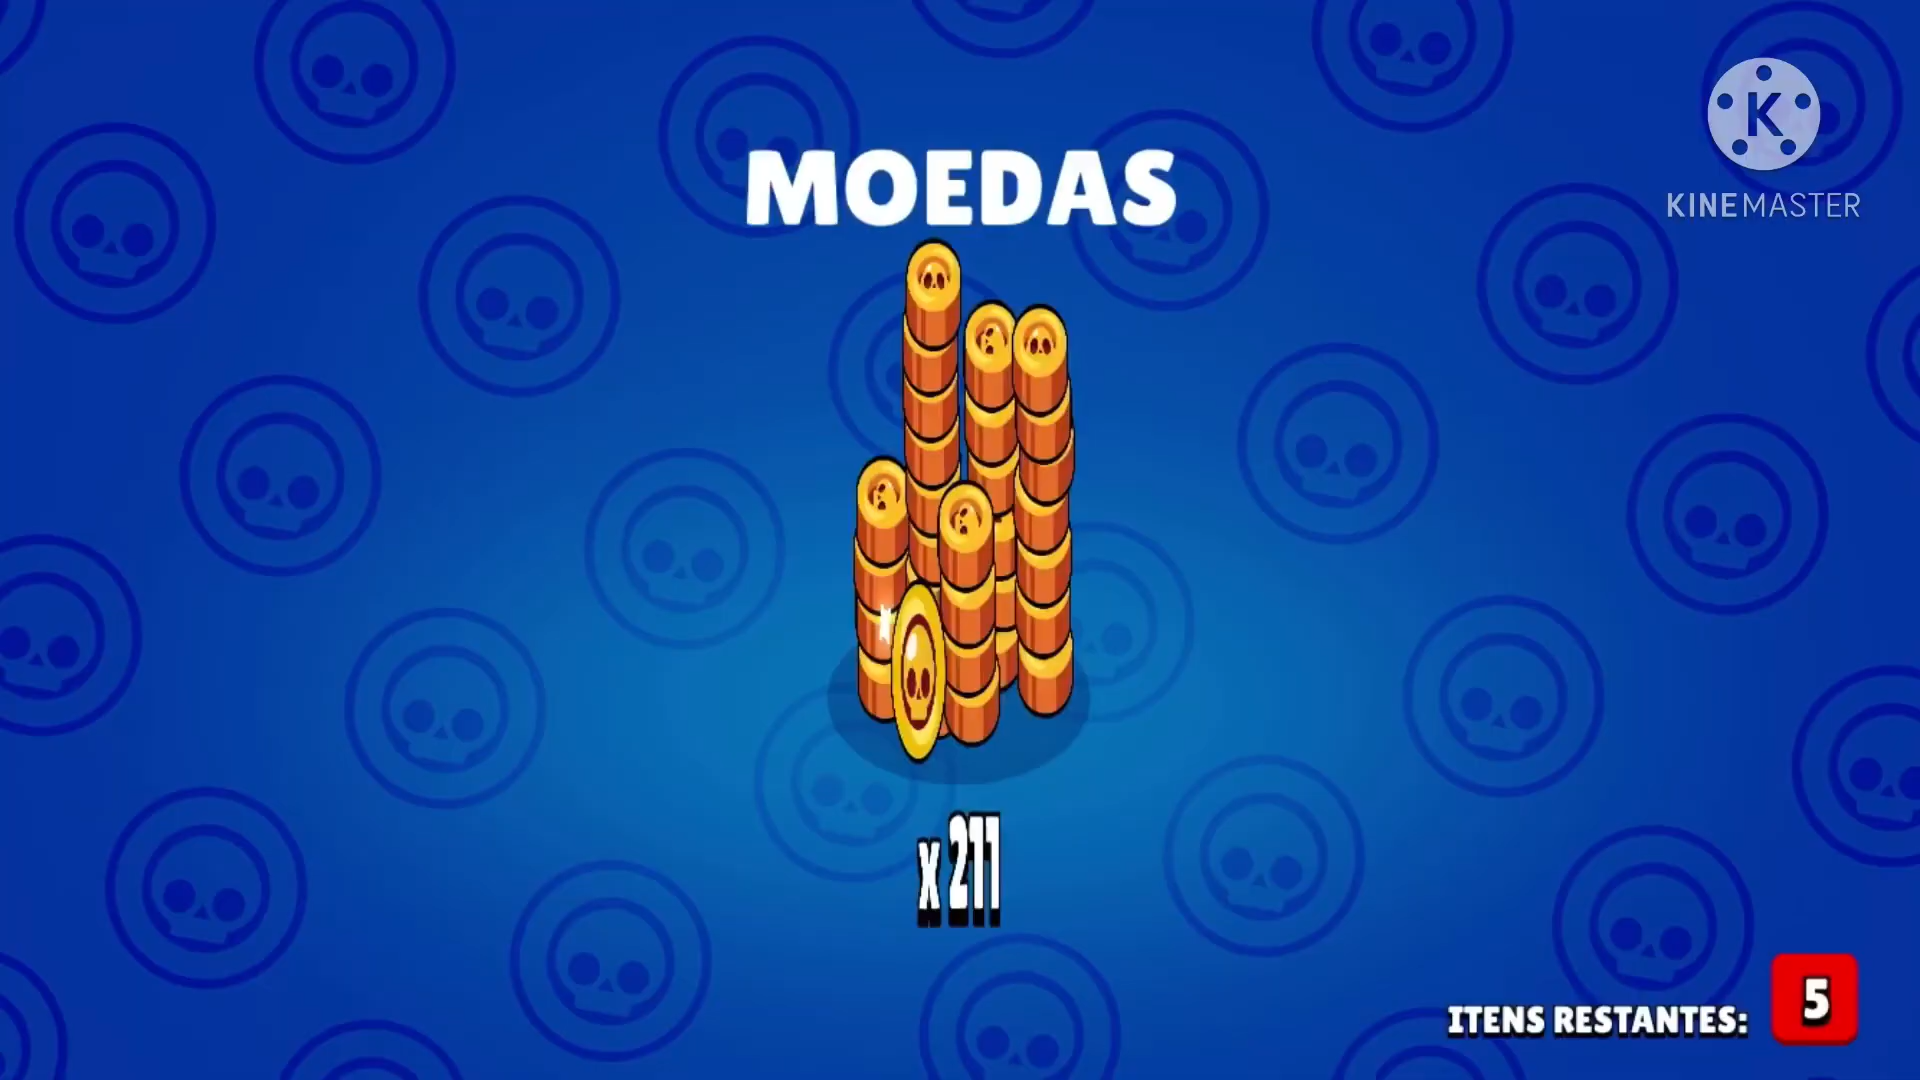 K
KINEMASTER
MOEDAS
x 211
ITENS RESTANTES: 5